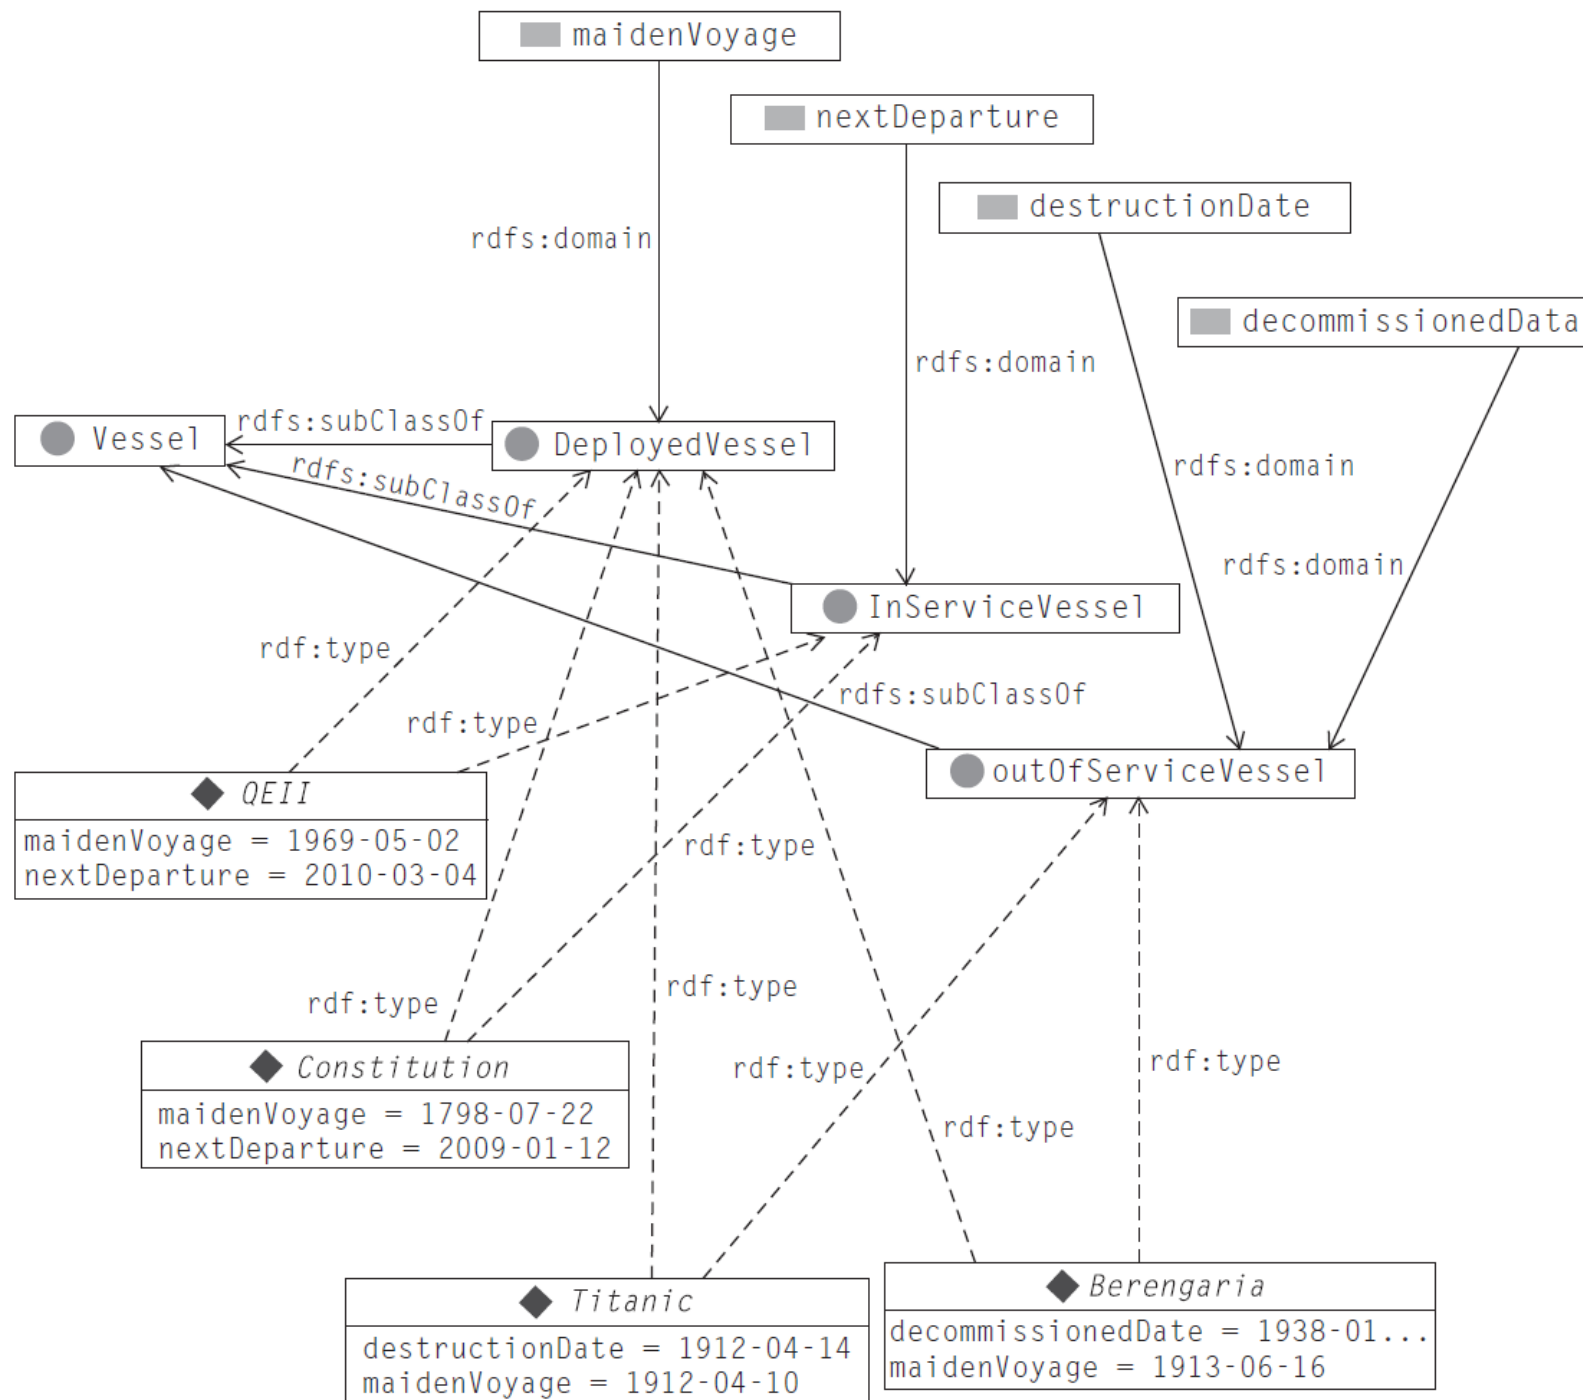 maidenVoyage
nextDeparture
destructionDate
rdfs:domain
decommissionedData
rdfs:domain
rdfs:subClassOf
Vessel
DeployedVessel
rdfs:subClassOf
rdfs:domain
rdfs:domain
InServiceVessel
rdf:type
rdfs:subClassOf
rdf:type
outOfServiceVessel
QEII
maidenVoyage = 1969-05-02
nextDeparture = 2010-03-04
rdf:type
rdf:type
rdf:type
Constitution
rdf:type
rdf:type
maidenVoyage = 1798-07-22
nextDeparture = 2009-01-12
rdf:type
Berengaria
Titanic
decommissionedDate = 1938-01...
maidenVoyage = 1913-06-16
destructionDate = 1912-04-14
maidenVoyage = 1912-04-10